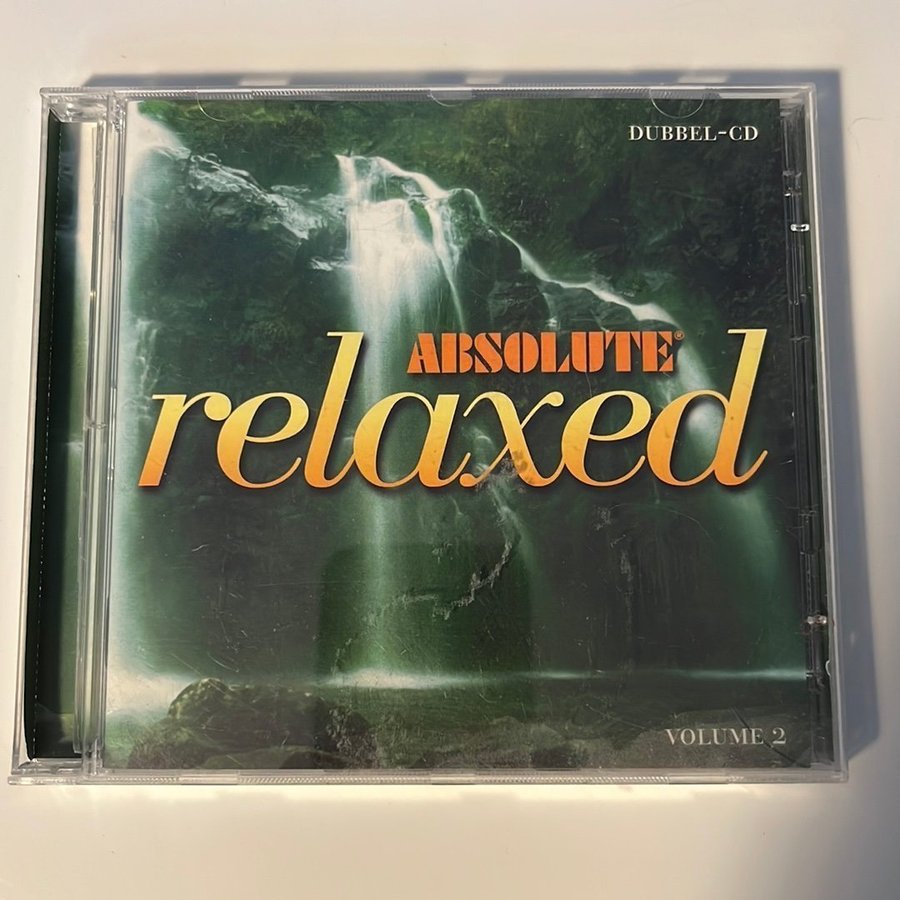 DUBBEL-CD
ABSOLUTE®
relaxed
VOLUME 2